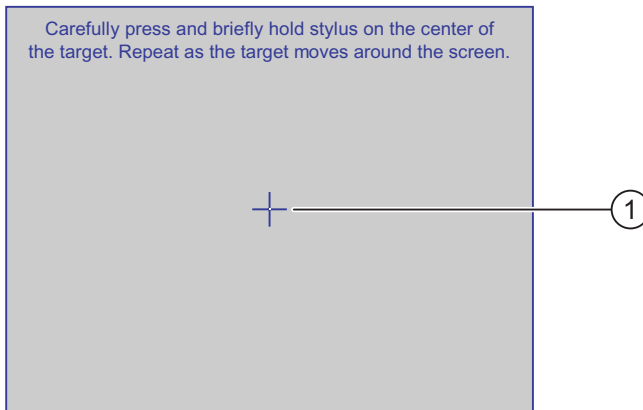 Carefully press and briefly hold stylus on the center of
the target. Repeat as the target moves around the screen.
1